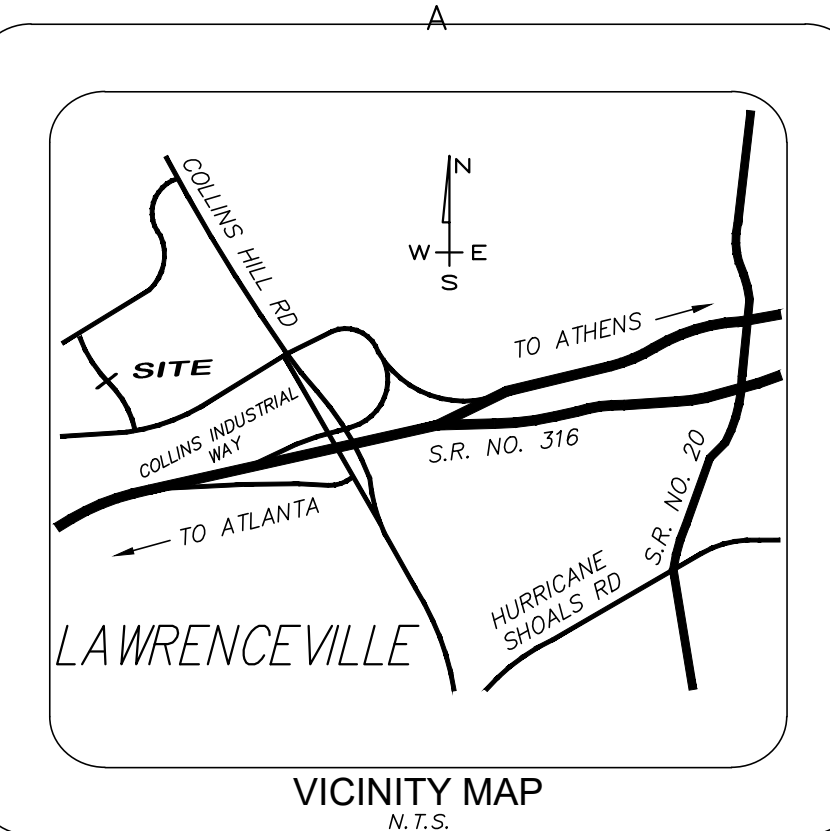 A
COLLINS HILL RD
N
W E
S
TO ATHENS
SITE
COLLINS INDUSTRIAL
WAY
S.R. NO. 316
S.R. NO. 20
TO ATLANTA
HURRICANE
SHOALS RD
LAWRENCEVILLE
VICINITY MAP
N.T.S.